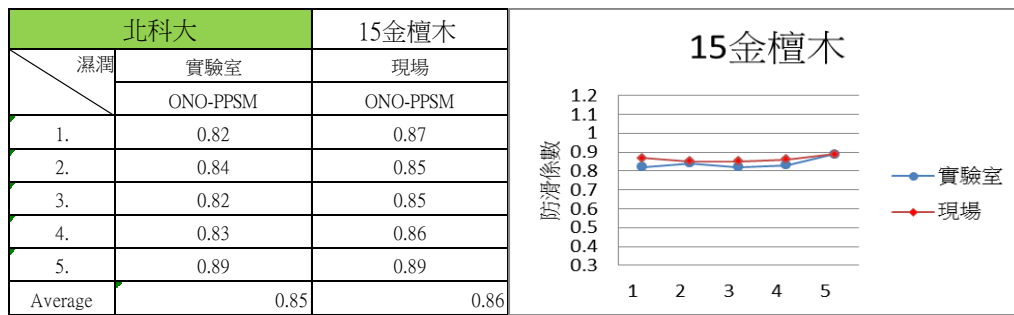 北科大 15金檀木
濕潤 實驗室 現場
ONO-PPSM ONO-PPSM
1. 0.82 0.87
2. 0.84 0.85
3. 0.82 0.85
4. 0.83 0.86
5. 0.89 0.89
Average 0.85 0.86
15金檀木
防滑係數
1.2
1.1
1
0.9
0.8
0.7
0.6
0.5
0.4
0.3
1 2 3 4 5
實驗室
現場